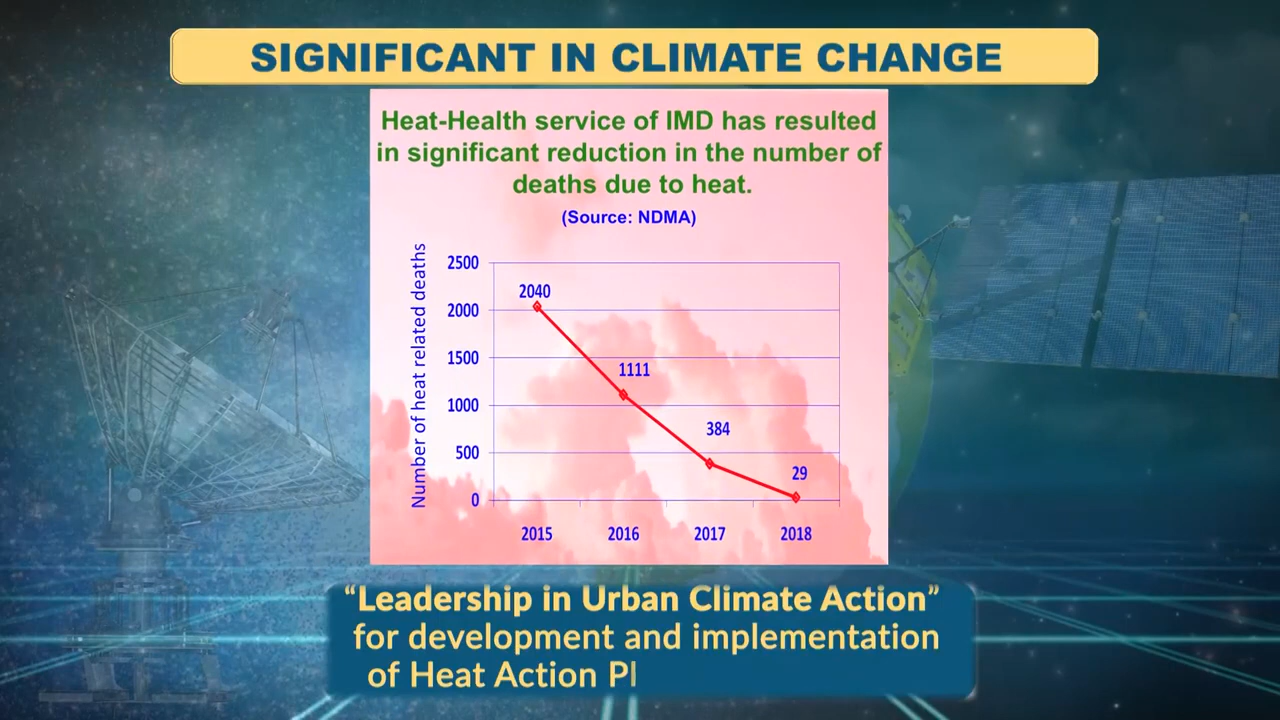 SIGNIFICANT IN CLIMATE CHANGE
Heat-Health service of IMD has resulted
in significant reduction in the number of
deaths due to heat.
(Source: NDMA)
Number of heat related deaths
2500
2000
1500
1000
500
0
2040
1111
384
29
2015 2016 2017 2018
“Leadership in Urban Climate Action”
for development and implementation
of Heat Action Pl